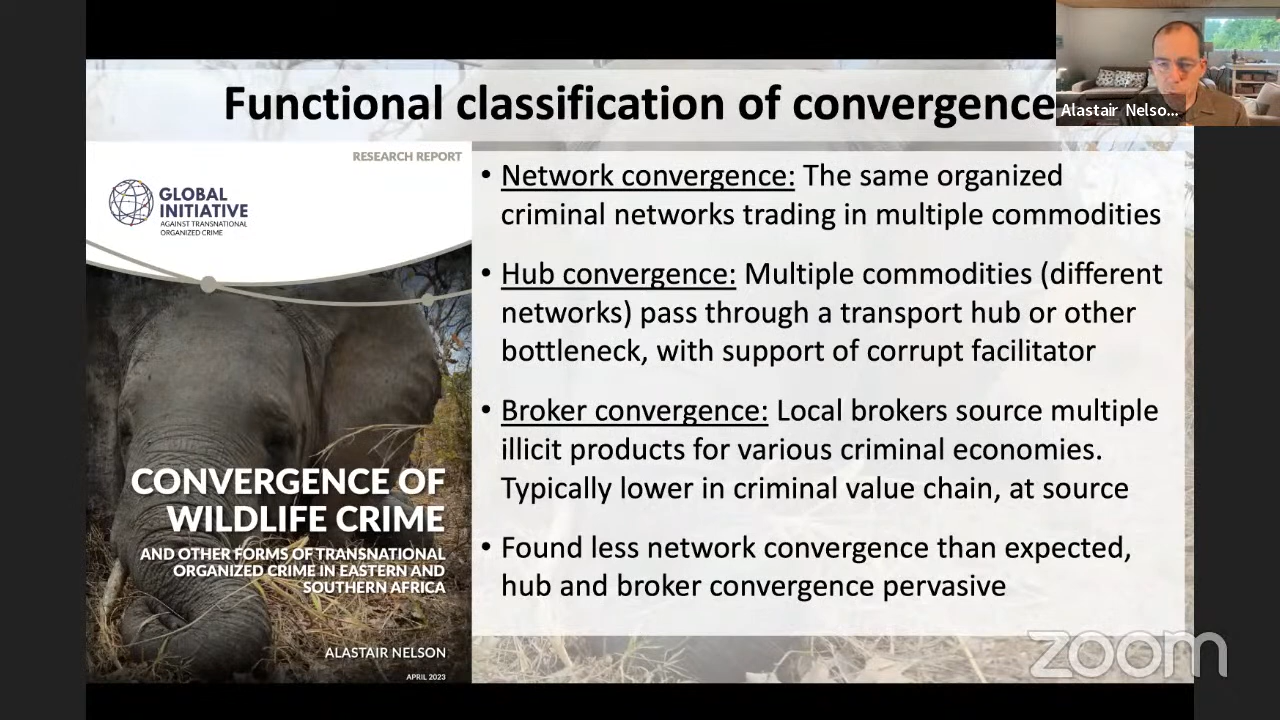 Functional classification of convergence
Alastair Nelso...
RESEARCH REPORT
GLOBAL
INITIATIVE
AGAINST TRANSNATIONAL
ORGANIZED CRIME
CONVERGENCE OF
WILDLIFE CRIME
AND OTHER FORMS OF TRANSNATIONAL
ORGANIZED CRIME IN EASTERN AND
SOUTHERN AFRICA
ALASTAIR NELSON
APRIL 2023
• Network convergence: The same organized
criminal networks trading in multiple commodities
• Hub convergence: Multiple commodities (different
networks) pass through a transport hub or other
bottleneck, with support of corrupt facilitator
• Broker convergence: Local brokers source multiple
illicit products for various criminal economies.
Typically lower in criminal value chain, at source
• Found less network convergence than expected,
hub and broker convergence pervasive
zoom